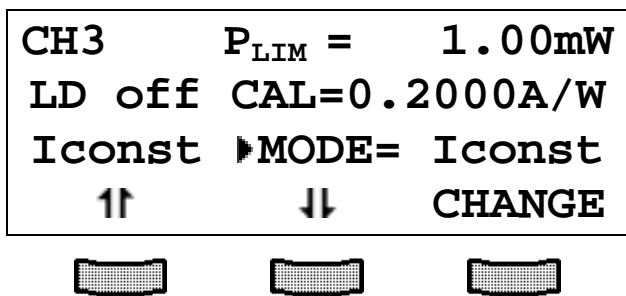 CH3 PLIM = 1.00mW
LD off CAL=0.2000A/W
Iconst ▶MODE= Iconst
⇅ ⇊ CHANGE